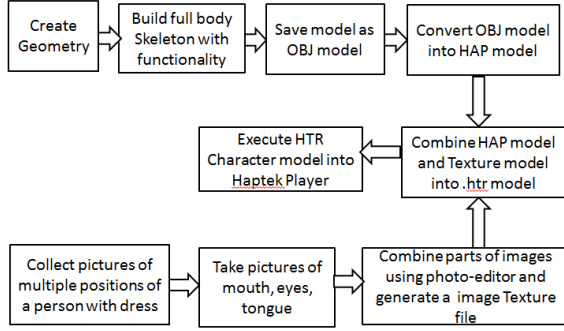 Create
Geometry
Build full body
Skeleton with
functionality
Save model as
OBJ model
Convert OBJ model
into HAP model
Execute HTR
Character model into
Haptek Player
Combine HAP model
and Texture model
into .htr model
Collect pictures of
multiple positions of
a person with dress
Take pictures of
mouth, eyes,
tongue
Combine parts of images
using photo-editor and
generate a image Texture
file